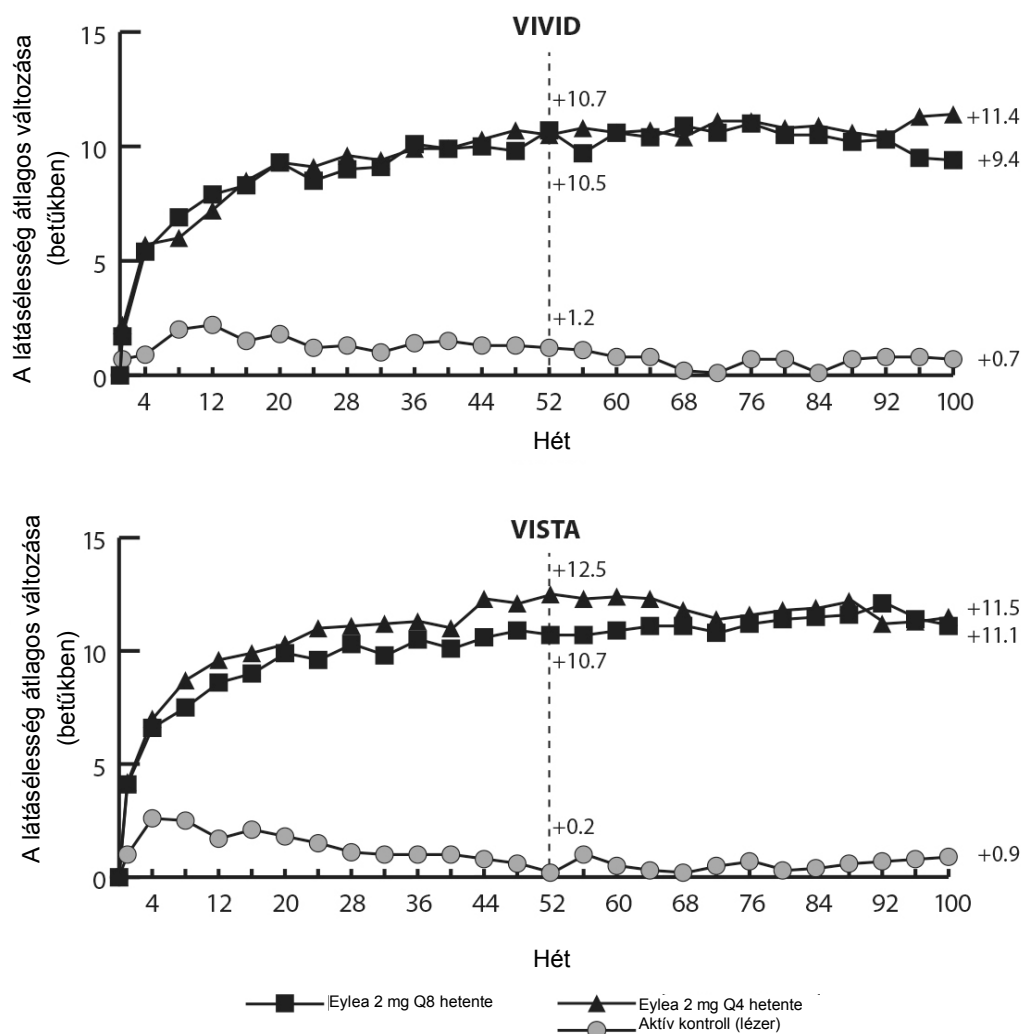 VIVID
A látásélesség átlagos változása
(betűkben)
15
10
5
0
+10.7
+10.5
+1.2
+11.4
+9.4
+0.7
4 12 20 28 36 44 52 60 68 76 84 92 100
Hét
VISTA
A látásélesség átlagos változása
(betűkben)
15
10
5
0
+12.5
+10.7
+0.2
+11.5
+11.1
+0.9
4 12 20 28 36 44 52 60 68 76 84 92 100
Hét
Eylea 2 mg Q8 hetente
Eylea 2 mg Q4 hetente
Aktív kontroll (lézer)